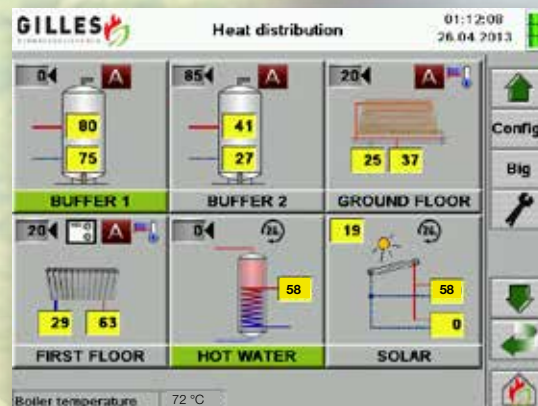 GILLES
Heat distribution
01:12:08
26.04.2013
0 A
80
75
BUFFER 1
85 A
41
27
BUFFER 2
20 A
25 37
GROUND FLOOR
Config
Big
20 A
29 63
FIRST FLOOR
0
58
HOT WATER
19
58
0
SOLAR
Boiler temperature 72 °C